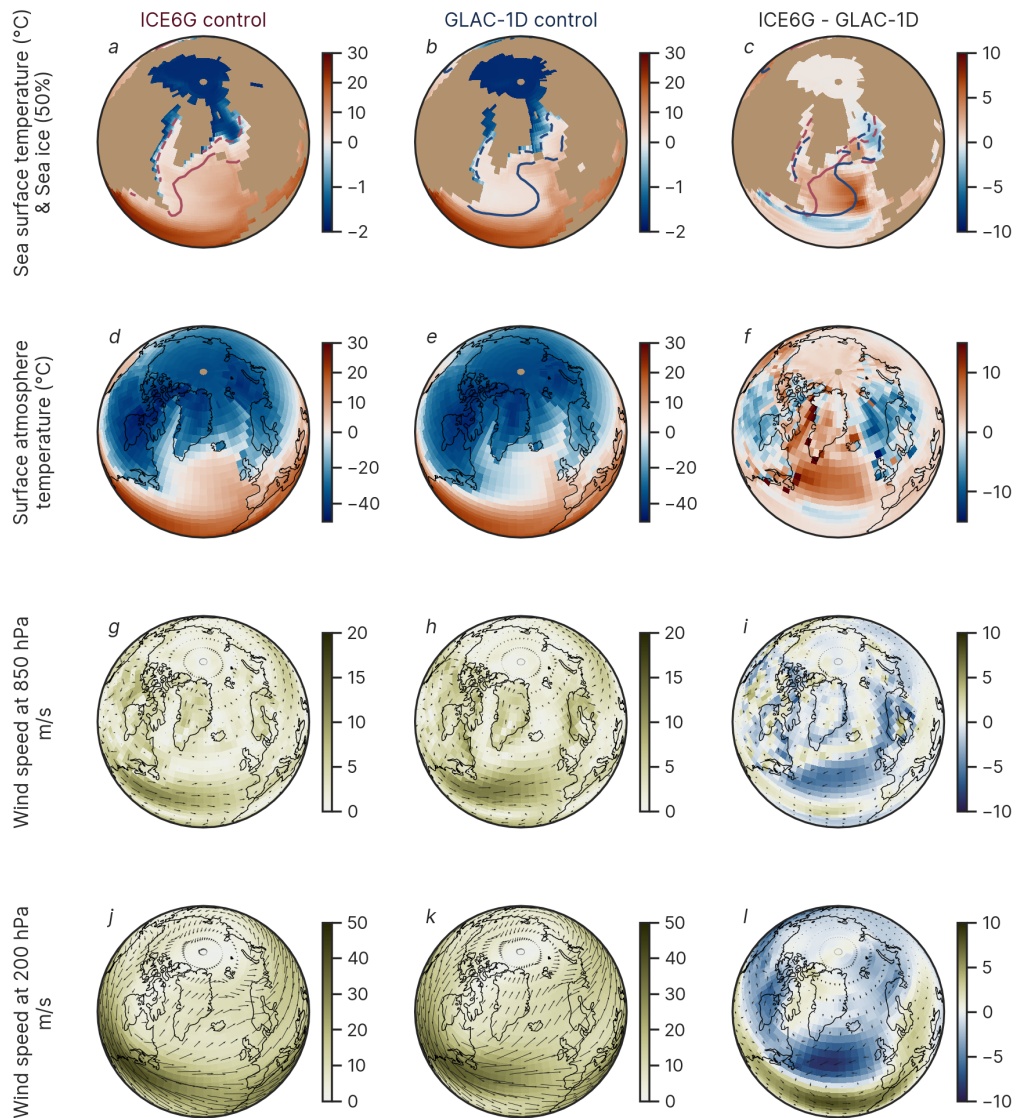 ICE6G control
GLAC-1D control
ICE6G - GLAC-1D
Sea surface temperature (°C)
& Sea ice (50%)
a
30
20
10
0
−1
−2
b
30
20
10
0
−1
−2
c
10
5
0
−5
−10
Surface atmosphere
temperature (°C)
d
30
20
10
0
−20
−40
e
30
20
10
0
−20
−40
f
10
0
−10
Wind speed at 850 hPa
m/s
g
20
15
10
5
0
h
20
15
10
5
0
i
10
5
0
−5
−10
Wind speed at 200 hPa
m/s
j
50
40
30
20
10
0
k
50
40
30
20
10
0
l
10
5
0
−5
−10